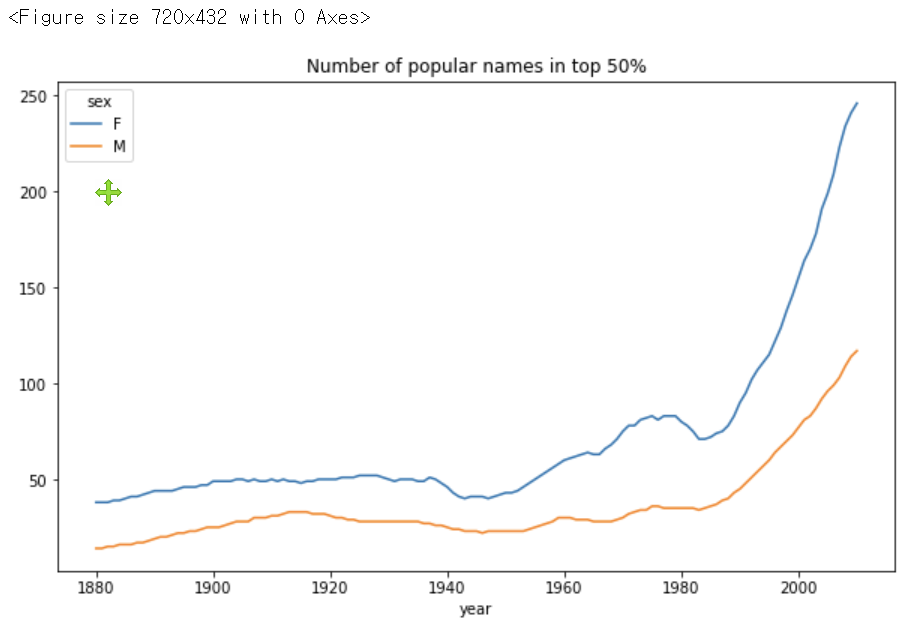 <Figure size 720x432 with 0 Axes>
Number of popular names in top 50%
sex
F
M
250
200
150
100
50
1880 1900 1920 1940 1960 1980 2000
year